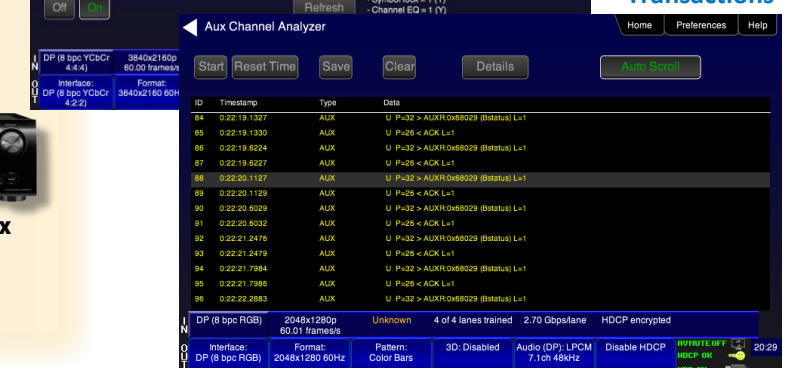 Transactions
Off On Refresh
- Symbol lock = 1 (Y)
- Channel EQ = 1 (Y)
DP (8 bpc YCbCr 4:4:4) 3840x2160p 60.00 frames/s
Interface: DP (8 bpc YCbCr 4:2:2) Format: 3840x2160 60H
x
Aux Channel Analyzer Home Preferences Help
Start Reset Time Save Clear Details Auto Scroll
ID Timestamp Type Data
84 0:22:19.1327 AUX U P=32 > AUXR:0x68029 (Bstatus) L=1
85 0:22:19.1330 AUX U P=26 < ACK L=1
86 0:22:19.6224 AUX U P=32 > AUXR:0x68029 (Bstatus) L=1
87 0:22:19.6227 AUX U P=26 < ACK L=1
88 0:22:20.1127 AUX U P=32 > AUXR:0x68029 (Bstatus) L=1
89 0:22:20.1129 AUX U P=26 < ACK L=1
90 0:22:20.6029 AUX U P=32 > AUXR:0x68029 (Bstatus) L=1
91 0:22:20.6032 AUX U P=26 < ACK L=1
92 0:22:21.2476 AUX U P=32 > AUXR:0x68029 (Bstatus) L=1
93 0:22:21.2479 AUX U P=26 < ACK L=1
94 0:22:21.7984 AUX U P=32 > AUXR:0x68029 (Bstatus) L=1
95 0:22:21.7986 AUX U P=26 < ACK L=1
96 0:22:22.2883 AUX U P=32 > AUXR:0x68029 (Bstatus) L=1
IN DP (8 bpc RGB) 2048x1280p 60.01 frames/s Unknown 4 of 4 lanes trained 2.70 Gbps/lane HDCP encrypted
OUT Interface: DP (8 bpc RGB) Format: 2048x1280 60Hz Pattern: Color Bars 3D: Disabled Audio (DP): LPCM 7.1ch 48kHz Disable HDCP AVMUTE OFF HDCP OK 20:29